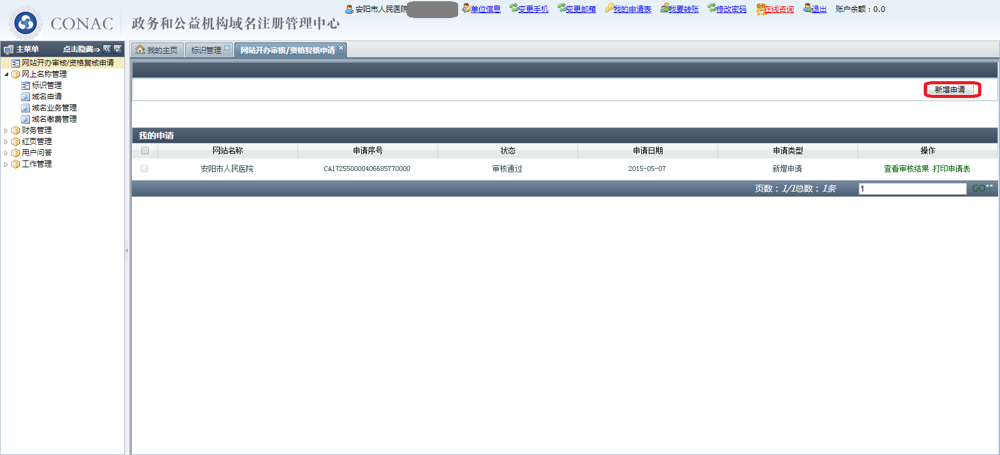 安阳市人民医院 单位信息 变更手机 变更邮箱 我的申请表 我要转账 修改密码 在线咨询 退出 账户余额：0.0
CONAC 政务和公益机构域名注册管理中心
主菜单 点击隐藏⇒
我的主页 标识管理 网站开办审核/资格复核申请
网站开办审核/资格复核申请
网上名称管理
标识管理
域名申请
域名业务管理
域名缴费管理
财务管理
红页管理
用户问答
工作管理
新增申请
我的申请
网站名称 申请序号 状态 申请日期 申请类型 操作
安阳市人民医院 CA172550000406685770000 审核通过 2015-05-07 新增申请 查看审核结果 打印申请表
页数：1/1总数：1条 1 GO